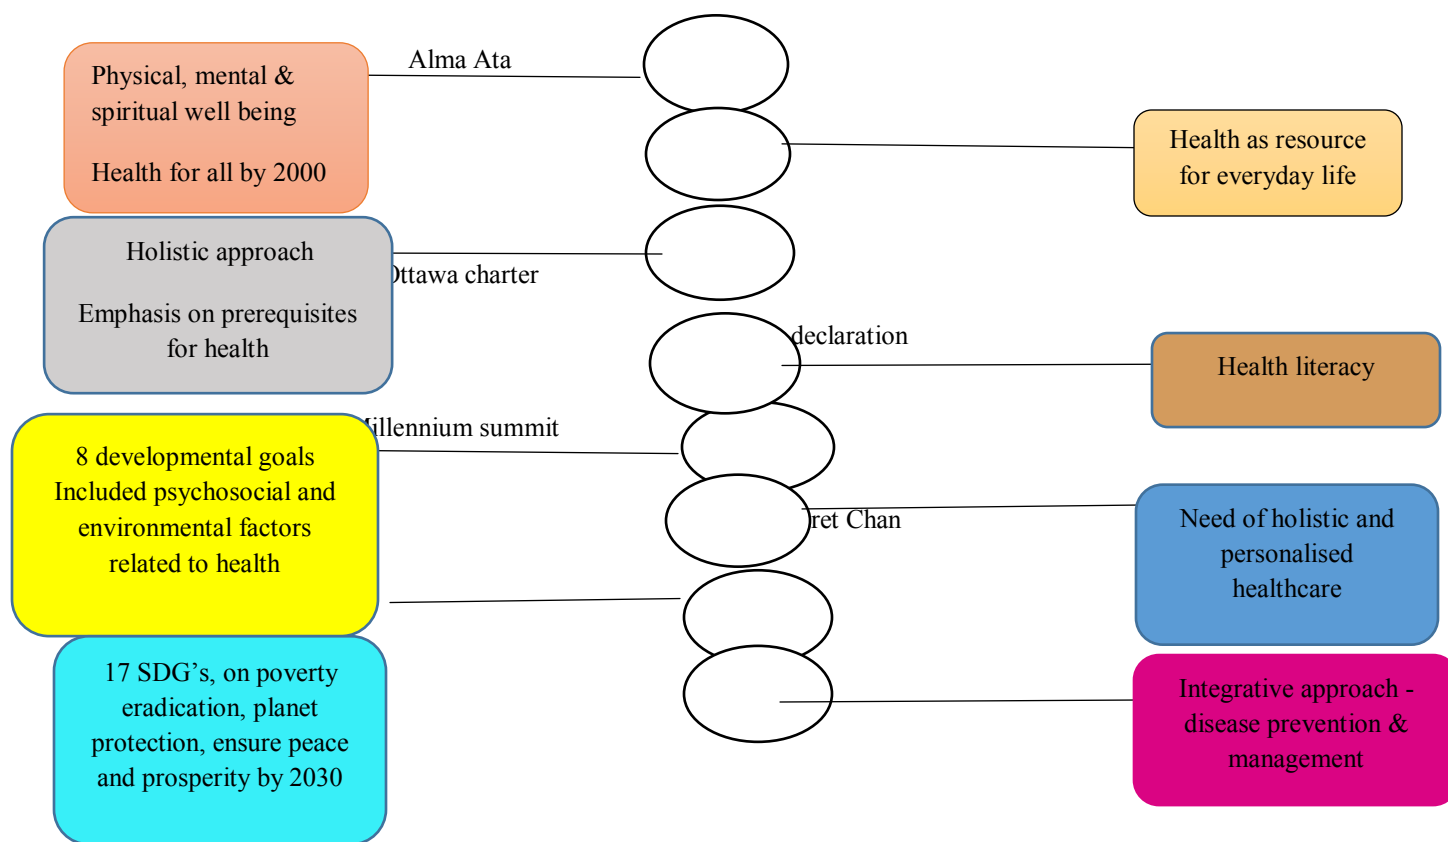 Alma Ata
Physical, mental &
spiritual well being
Health for all by 2000
Health as resource
for everyday life
Holistic approach
Emphasis on prerequisites
for health
Ottawa charter
declaration
Health literacy
Millennium summit
8 developmental goals
Included psychosocial and
environmental factors
related to health
ret Chan
Need of holistic and
personalised
healthcare
17 SDG’s, on poverty
eradication, planet
protection, ensure peace
and prosperity by 2030
Integrative approach -
disease prevention &
management